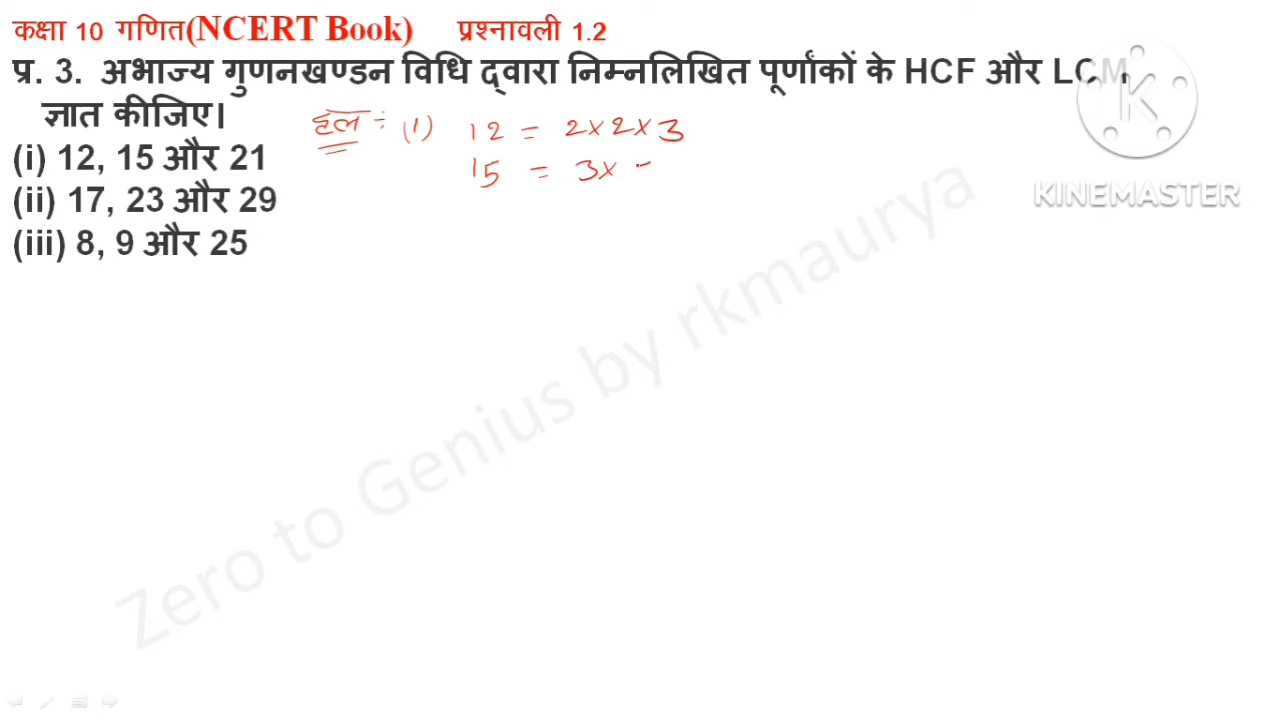 कक्षा 10 गणित(NCERT Book) प्रश्नावली 1.2
प्र. 3. अभाज्य गुणनखण्डन विधि द्वारा निम्नलिखित पूर्णांकों के HCF और LCM
ज्ञात कीजिए।
हल :- (1) 12 = 2 x 2 x 3
15 = 3 x -
(i) 12, 15 और 21
(ii) 17, 23 और 29
(iii) 8, 9 और 25
KINEMASTER
Zero to Genius by rkmaurya